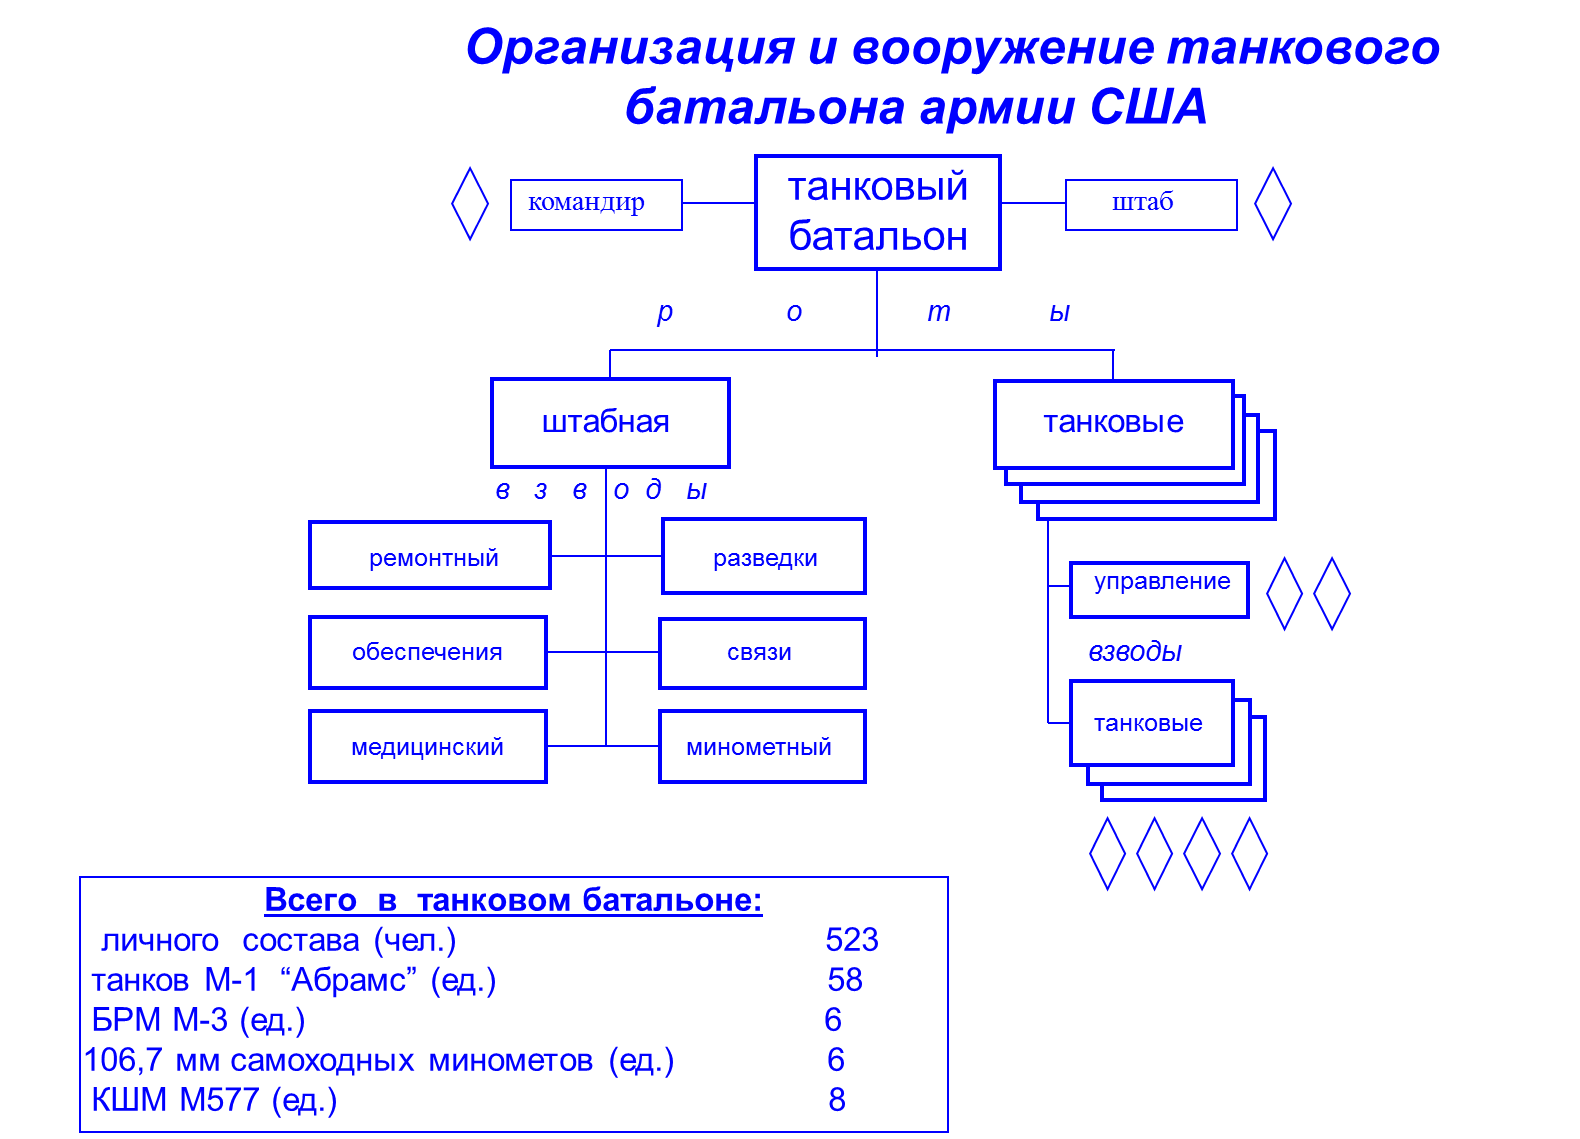 Организация и вооружение танкового
батальона армии США
командир
танковый
батальон
штаб
р о т ы
штабная
танковые
в з в о д ы
ремонтный
разведки
управление
обеспечения
связи
взводы
медицинский
минометный
танковые
Всего в танковом батальоне:
личного состава (чел.) 523
танков М-1 “Абрамс” (ед.) 58
БРМ М-3 (ед.) 6
106,7 мм самоходных минометов (ед.) 6
КШМ М577 (ед.) 8